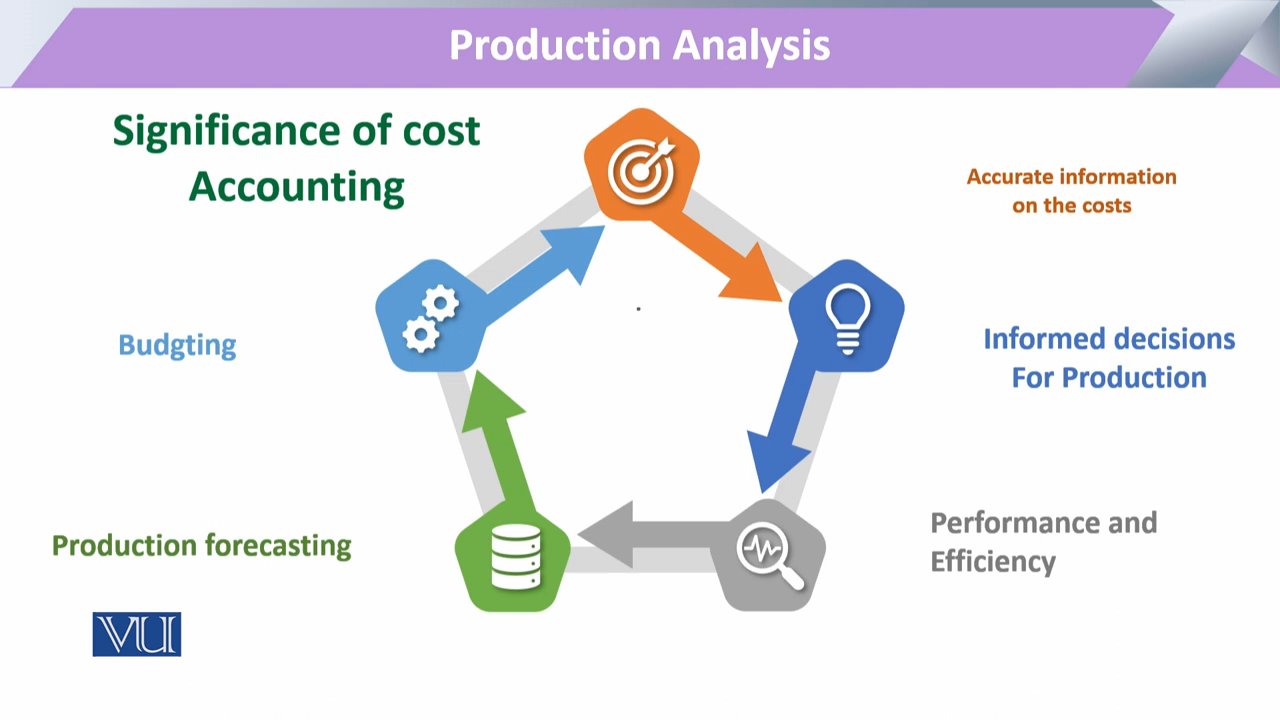 Production Analysis
Significance of cost
Accounting
Accurate information
on the costs
Informed decisions
For Production
Performance and
Efficiency
Production forecasting
Budgting
VU